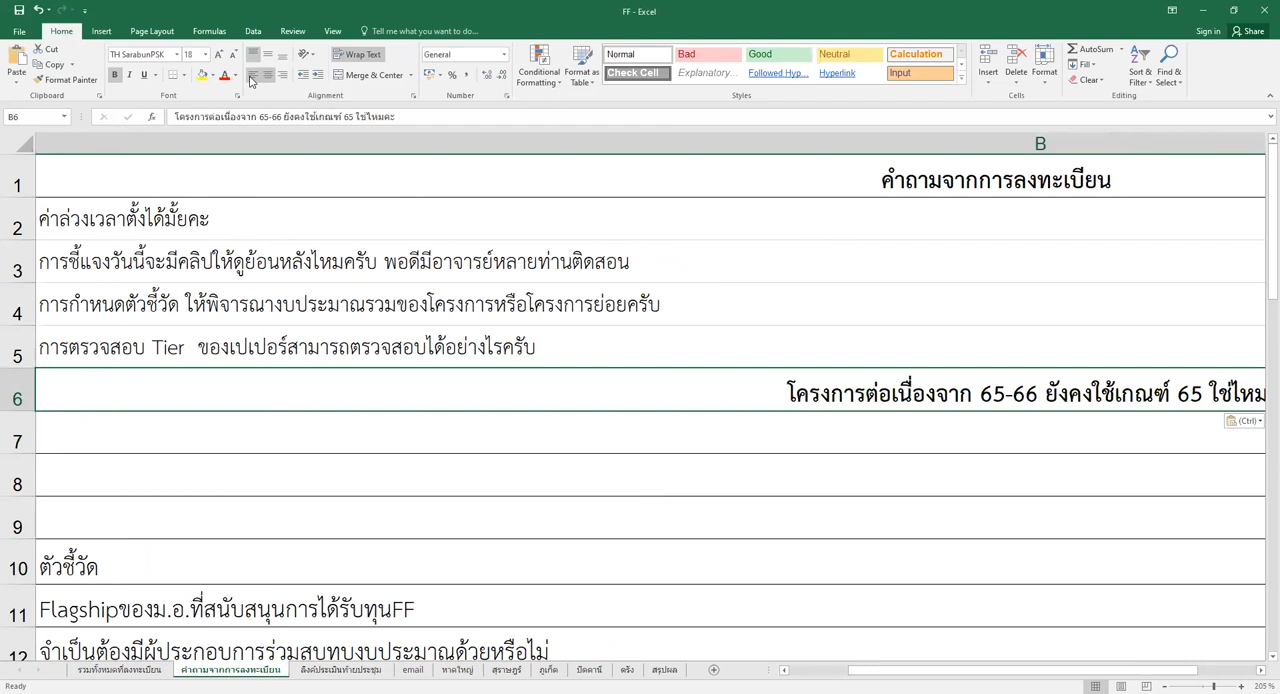 FF - Excel
File Home Insert Page Layout Formulas Data Review View Tell me what you want to do... Sign in Share
Paste Cut Copy Format Painter Clipboard
TH SarabunPSK 18 B I U Font
Wrap Text Merge & Center Alignment
General % , Number
Conditional Formatting Format as Table
Normal Bad Good Neutral Calculation
Check Cell Explanatory... Followed Hyp... Hyperlink Input
Styles
Insert Delete Format Cells
AutoSum Fill Clear Sort & Filter Find & Select Editing
B6 fx โครงการต่อเนื่องจาก 65-66 ยังคงใช้เกณฑ์ 65 ใช่ไหมคะ
B
1 คำถามจากการลงทะเบียน
2 ค่าล่วงเวลาตั้งได้มั้ยคะ
3 การชี้แจงวันนี้จะมีคลิปให้ดูย้อนหลังไหมครับ พอดีมีอาจารย์หลายท่านติดสอน
4 การกำหนดตัวชี้วัด ให้พิจารณางบประมาณรวมของโครงการหรือโครงการย่อยครับ
5 การตรวจสอบ Tier ของเปเปอร์สามารถตรวจสอบได้อย่างไรครับ
6 โครงการต่อเนื่องจาก 65-66 ยังคงใช้เกณฑ์ 65 ใช่ไหม
(Ctrl)
7
8
9
10 ตัวชี้วัด
11 Flagshipของม.อ.ที่สนับสนุนการได้รับทุนFF
12 จำเป็นต้องมีผู้ประกอบการร่วมสบทบงบประมาณด้วยหรือไม่
รวมทั้งหมดที่ลงทะเบียน คำถามจากการลงทะเบียน ลิงค์ประเมินท้ายประชุม email หาดใหญ่ สุราษฎร์ ภูเก็ต ปัตตานี ตรัง สรุปผล
Ready 205 %